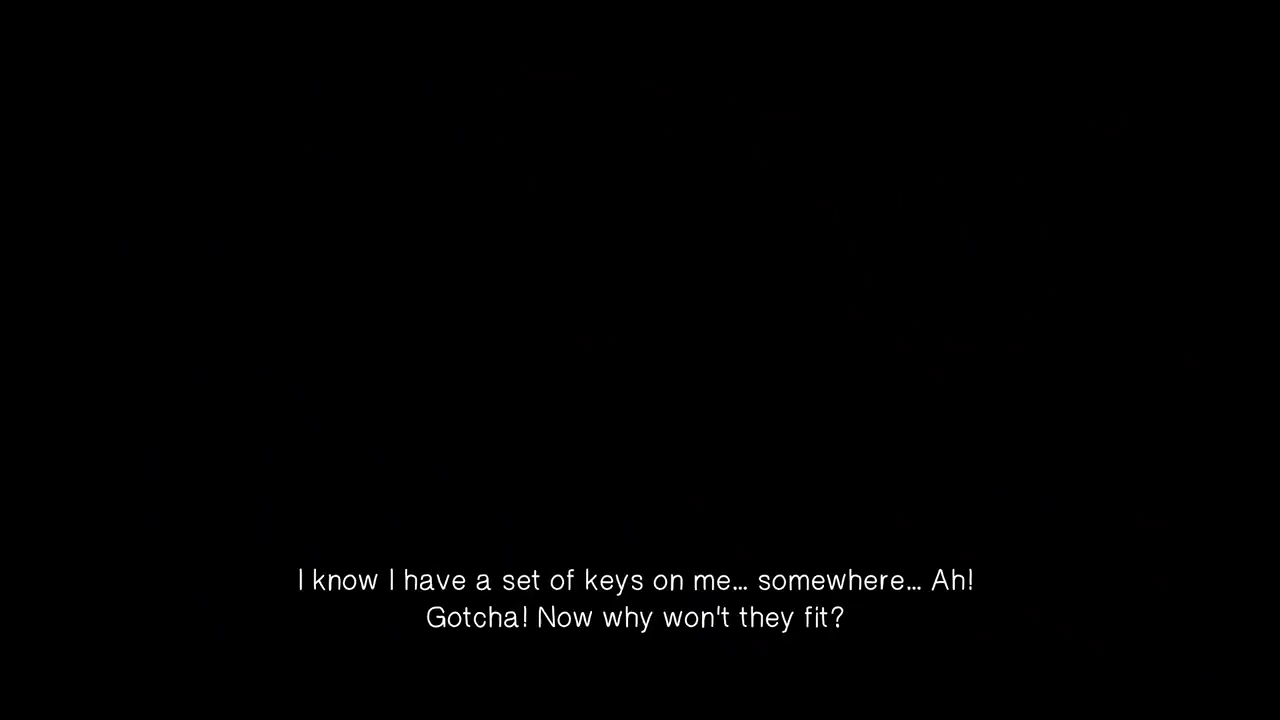 I know I have a set of keys on me... somewhere... Ah!
Gotcha! Now why won't they fit?